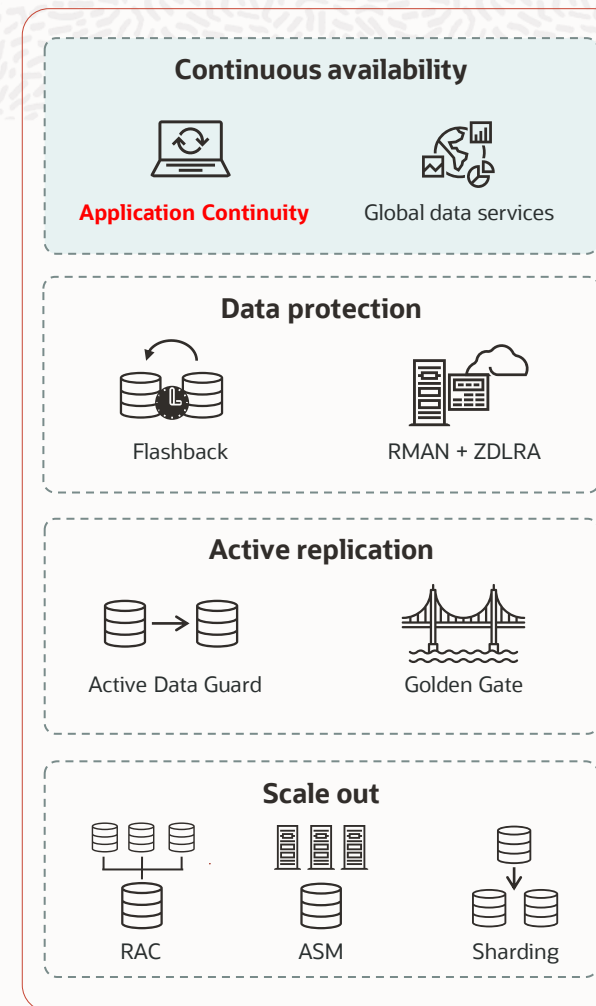 Continuous availability
Application Continuity
Global data services
Data protection
Flashback
RMAN + ZDLRA
Active replication
Active Data Guard
Golden Gate
Scale out
RAC
ASM
Sharding